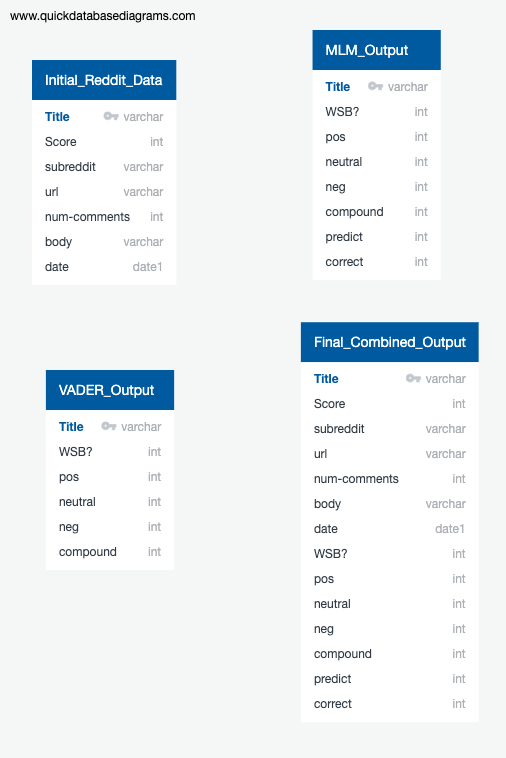 www.quickdatabasediagrams.com
Initial_Reddit_Data
Title varchar
Score int
subreddit varchar
url varchar
num-comments int
body varchar
date date1
MLM_Output
Title varchar
WSB? int
pos int
neutral int
neg int
compound int
predict int
correct int
VADER_Output
Title varchar
WSB? int
pos int
neutral int
neg int
compound int
Final_Combined_Output
Title varchar
Score int
subreddit varchar
url varchar
num-comments int
body varchar
date date1
WSB? int
pos int
neutral int
neg int
compound int
predict int
correct int